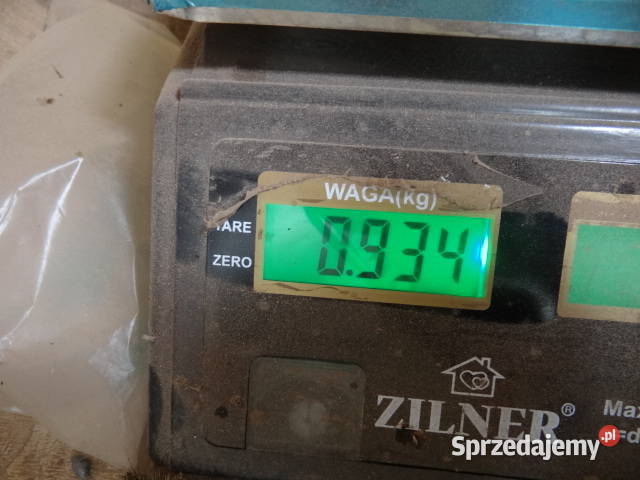 WAGA(kg)
TARE
0.934
ZERO
ZILNER®
Max
Sprzedajemy.pl